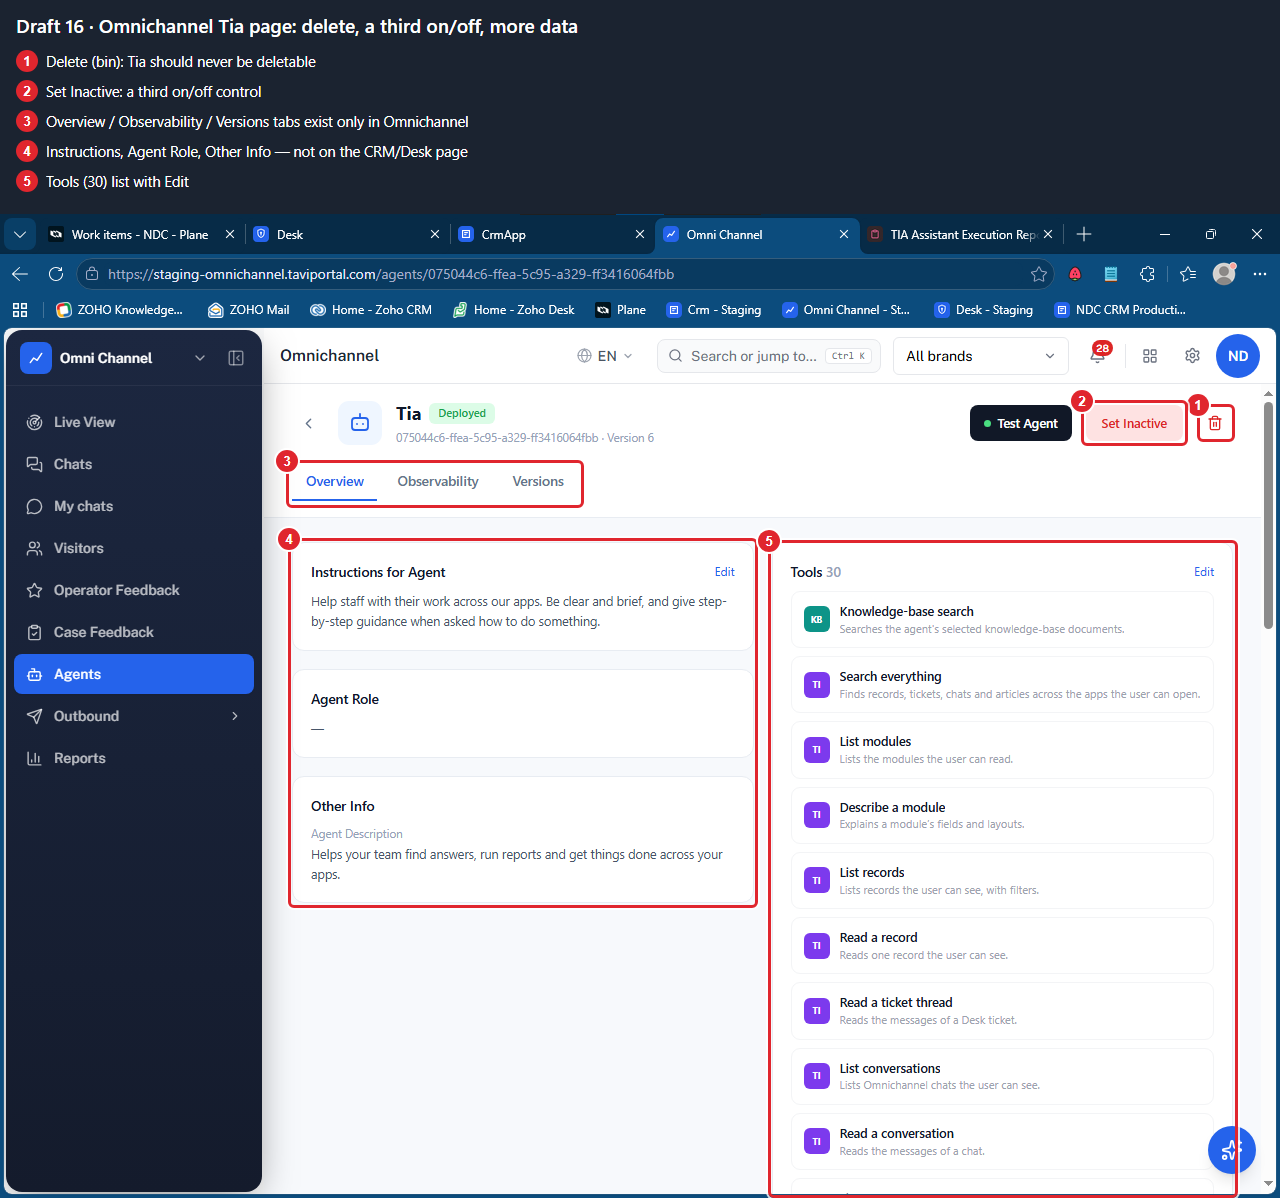 Draft 16 · Omnichannel Tia page: delete, a third on/off, more data
1 Delete (bin): Tia should never be deletable
2 Set Inactive: a third on/off control
3 Overview / Observability / Versions tabs exist only in Omnichannel
4 Instructions, Agent Role, Other Info — not on the CRM/Desk page
5 Tools (30) list with Edit
Work items - NDC - Plane
Desk
CrmApp
Omni Channel
TIA Assistant Execution Rep
https://staging-omnichannel.taviportal.com/agents/075044c6-ffea-5c95-a329-ff3416064fbb
ZOHO Knowledge...
ZOHO Mail
Home - Zoho CRM
Home - Zoho Desk
Plane
Crm - Staging
Omni Channel - St...
Desk - Staging
NDC CRM Producti...
Omni Channel
Live View
Chats
My chats
Visitors
Operator Feedback
Case Feedback
Agents
Outbound
Reports
Omnichannel
EN
Search or jump to...
Ctrl K
All brands
28
ND
Tia
Deployed
075044c6-ffea-5c95-a329-ff3416064fbb · Version 6
Test Agent
2
Set Inactive
1
3
Overview
Observability
Versions
4
Instructions for Agent
Edit
Help staff with their work across our apps. Be clear and brief, and give step-
by-step guidance when asked how to do something.
Agent Role
—
Other Info
Agent Description
Helps your team find answers, run reports and get things done across your
apps.
5
Tools 30
Edit
KB
Knowledge-base search
Searches the agent's selected knowledge-base documents.
TI
Search everything
Finds records, tickets, chats and articles across the apps the user can open.
TI
List modules
Lists the modules the user can read.
TI
Describe a module
Explains a module's fields and layouts.
TI
List records
Lists records the user can see, with filters.
TI
Read a record
Reads one record the user can see.
TI
Read a ticket thread
Reads the messages of a Desk ticket.
TI
List conversations
Lists Omnichannel chats the user can see.
TI
Read a conversation
Reads the messages of a chat.